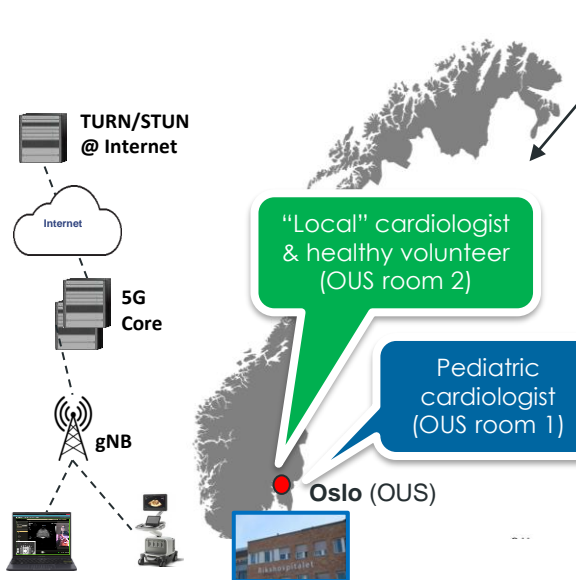 TURN/STUN
@ Internet
Internet
5G
Core
gNB
“Local” cardiologist
& healthy volunteer
(OUS room 2)
Pediatric
cardiologist
(OUS room 1)
Oslo (OUS)
Rikshospitalet